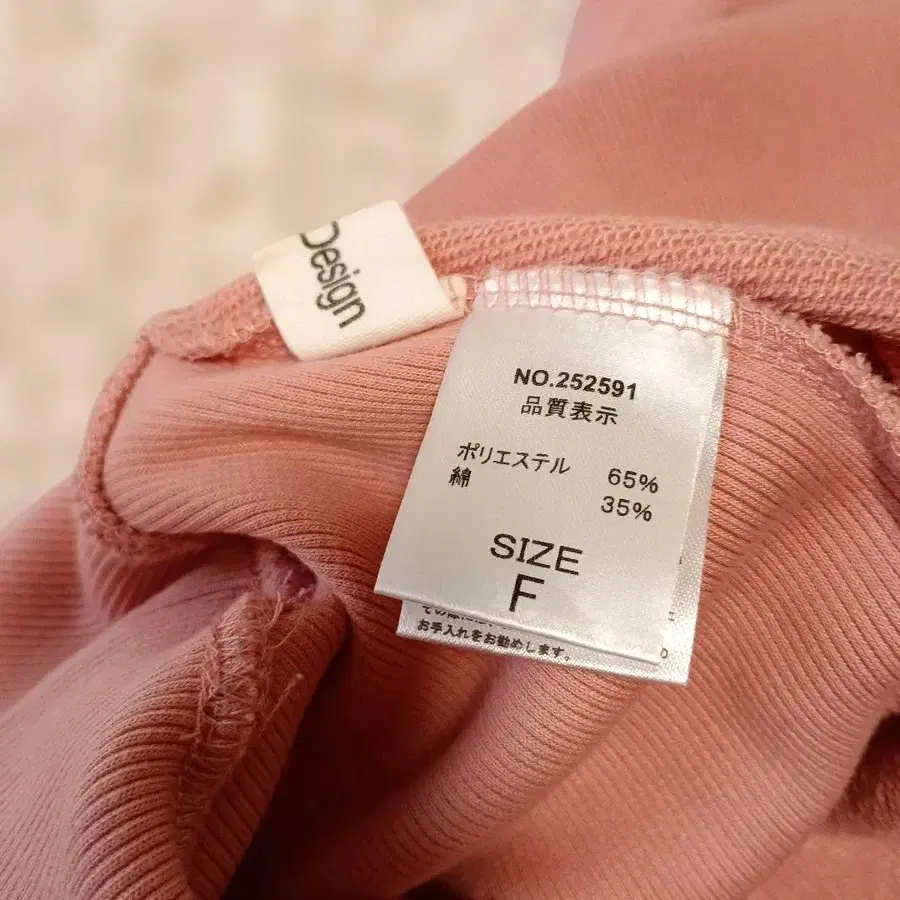 Design
NO.252591
品質表示
ポリエステル 65%
綿 35%
SIZE
F
お手入れをお勧めします。